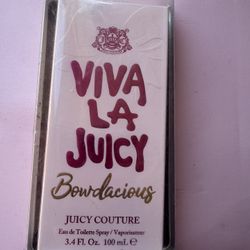 VIVA
LA
JUICY
Bowdacious
JUICY COUTURE
Eau de Toilette Spray / Vaporisateur
3.4 Fl. Oz. 100 mL ℮